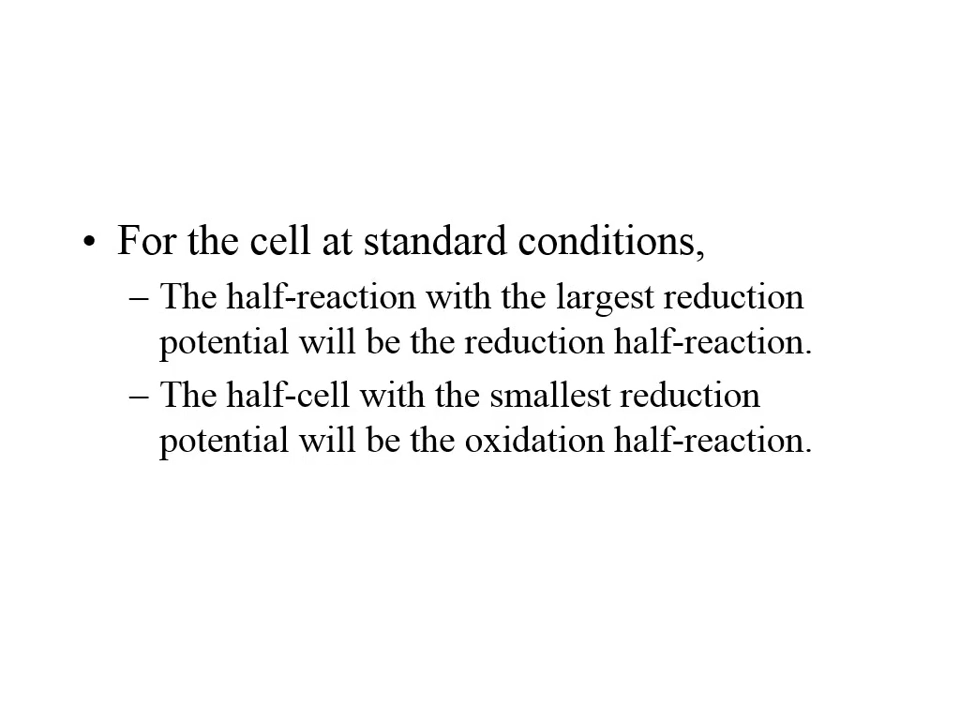 • For the cell at standard conditions,
– The half-reaction with the largest reduction
potential will be the reduction half-reaction.
– The half-cell with the smallest reduction
potential will be the oxidation half-reaction.